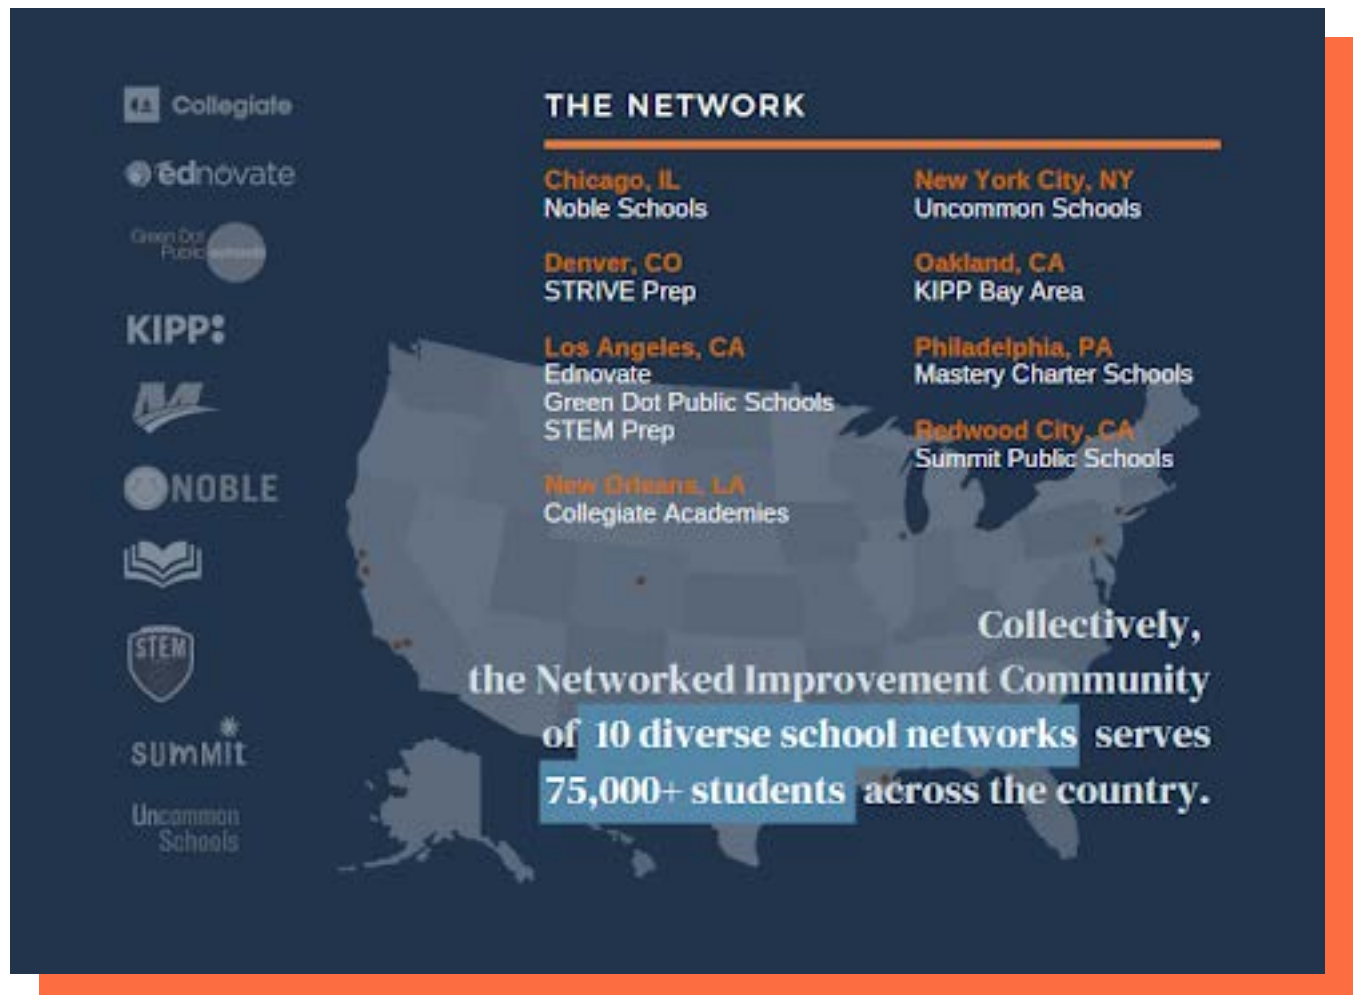 Collegiate
ednovate
Green Dot
Public schools
KIPP:
NOBLE
STEM
summit
Uncommon
Schools
THE NETWORK
Chicago, IL
Noble Schools
Denver, CO
STRIVE Prep
Los Angeles, CA
Ednovate
Green Dot Public Schools
STEM Prep
New Orleans, LA
Collegiate Academies
New York City, NY
Uncommon Schools
Oakland, CA
KIPP Bay Area
Philadelphia, PA
Mastery Charter Schools
Redwood City, CA
Summit Public Schools
Collectively,
the Networked Improvement Community
of 10 diverse school networks serves
75,000+ students across the country.